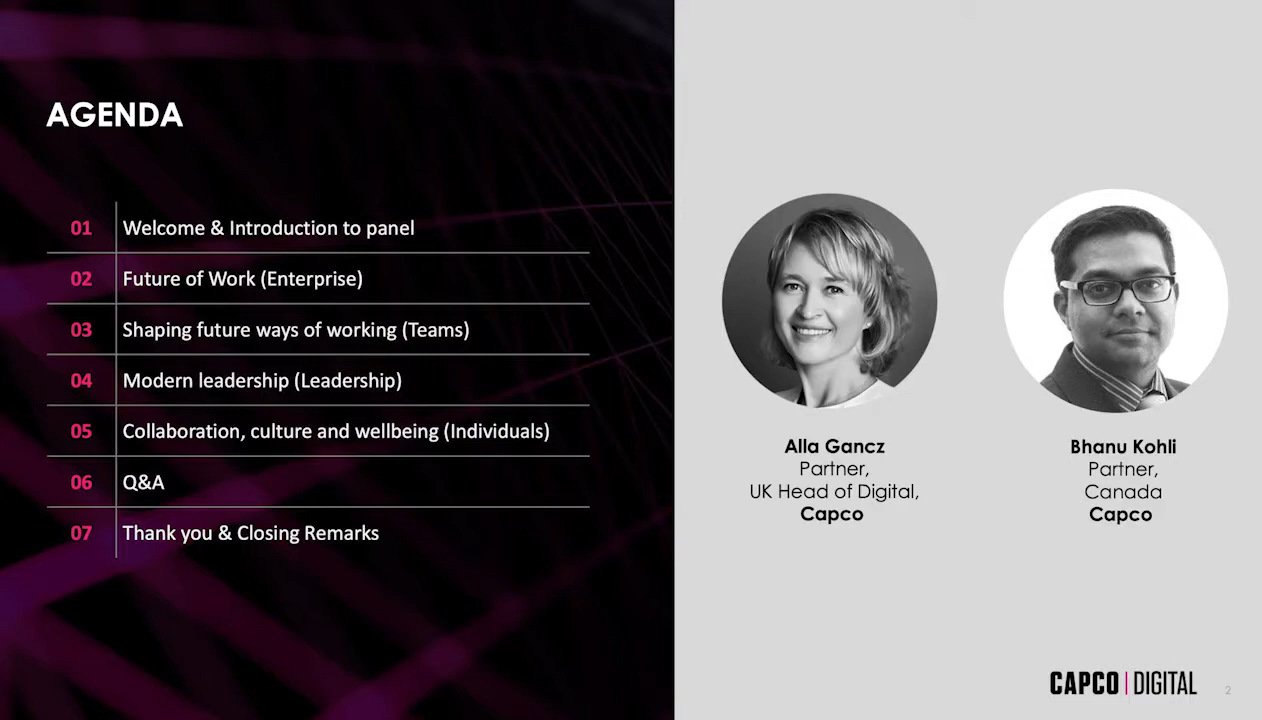 AGENDA
01 Welcome & Introduction to panel
02 Future of Work (Enterprise)
03 Shaping future ways of working (Teams)
04 Modern leadership (Leadership)
05 Collaboration, culture and wellbeing (Individuals)
06 Q&A
07 Thank you & Closing Remarks
Alla Gancz
Partner,
UK Head of Digital,
Capco
Bhanu Kohli
Partner,
Canada
Capco
CAPCO | DIGITAL
2